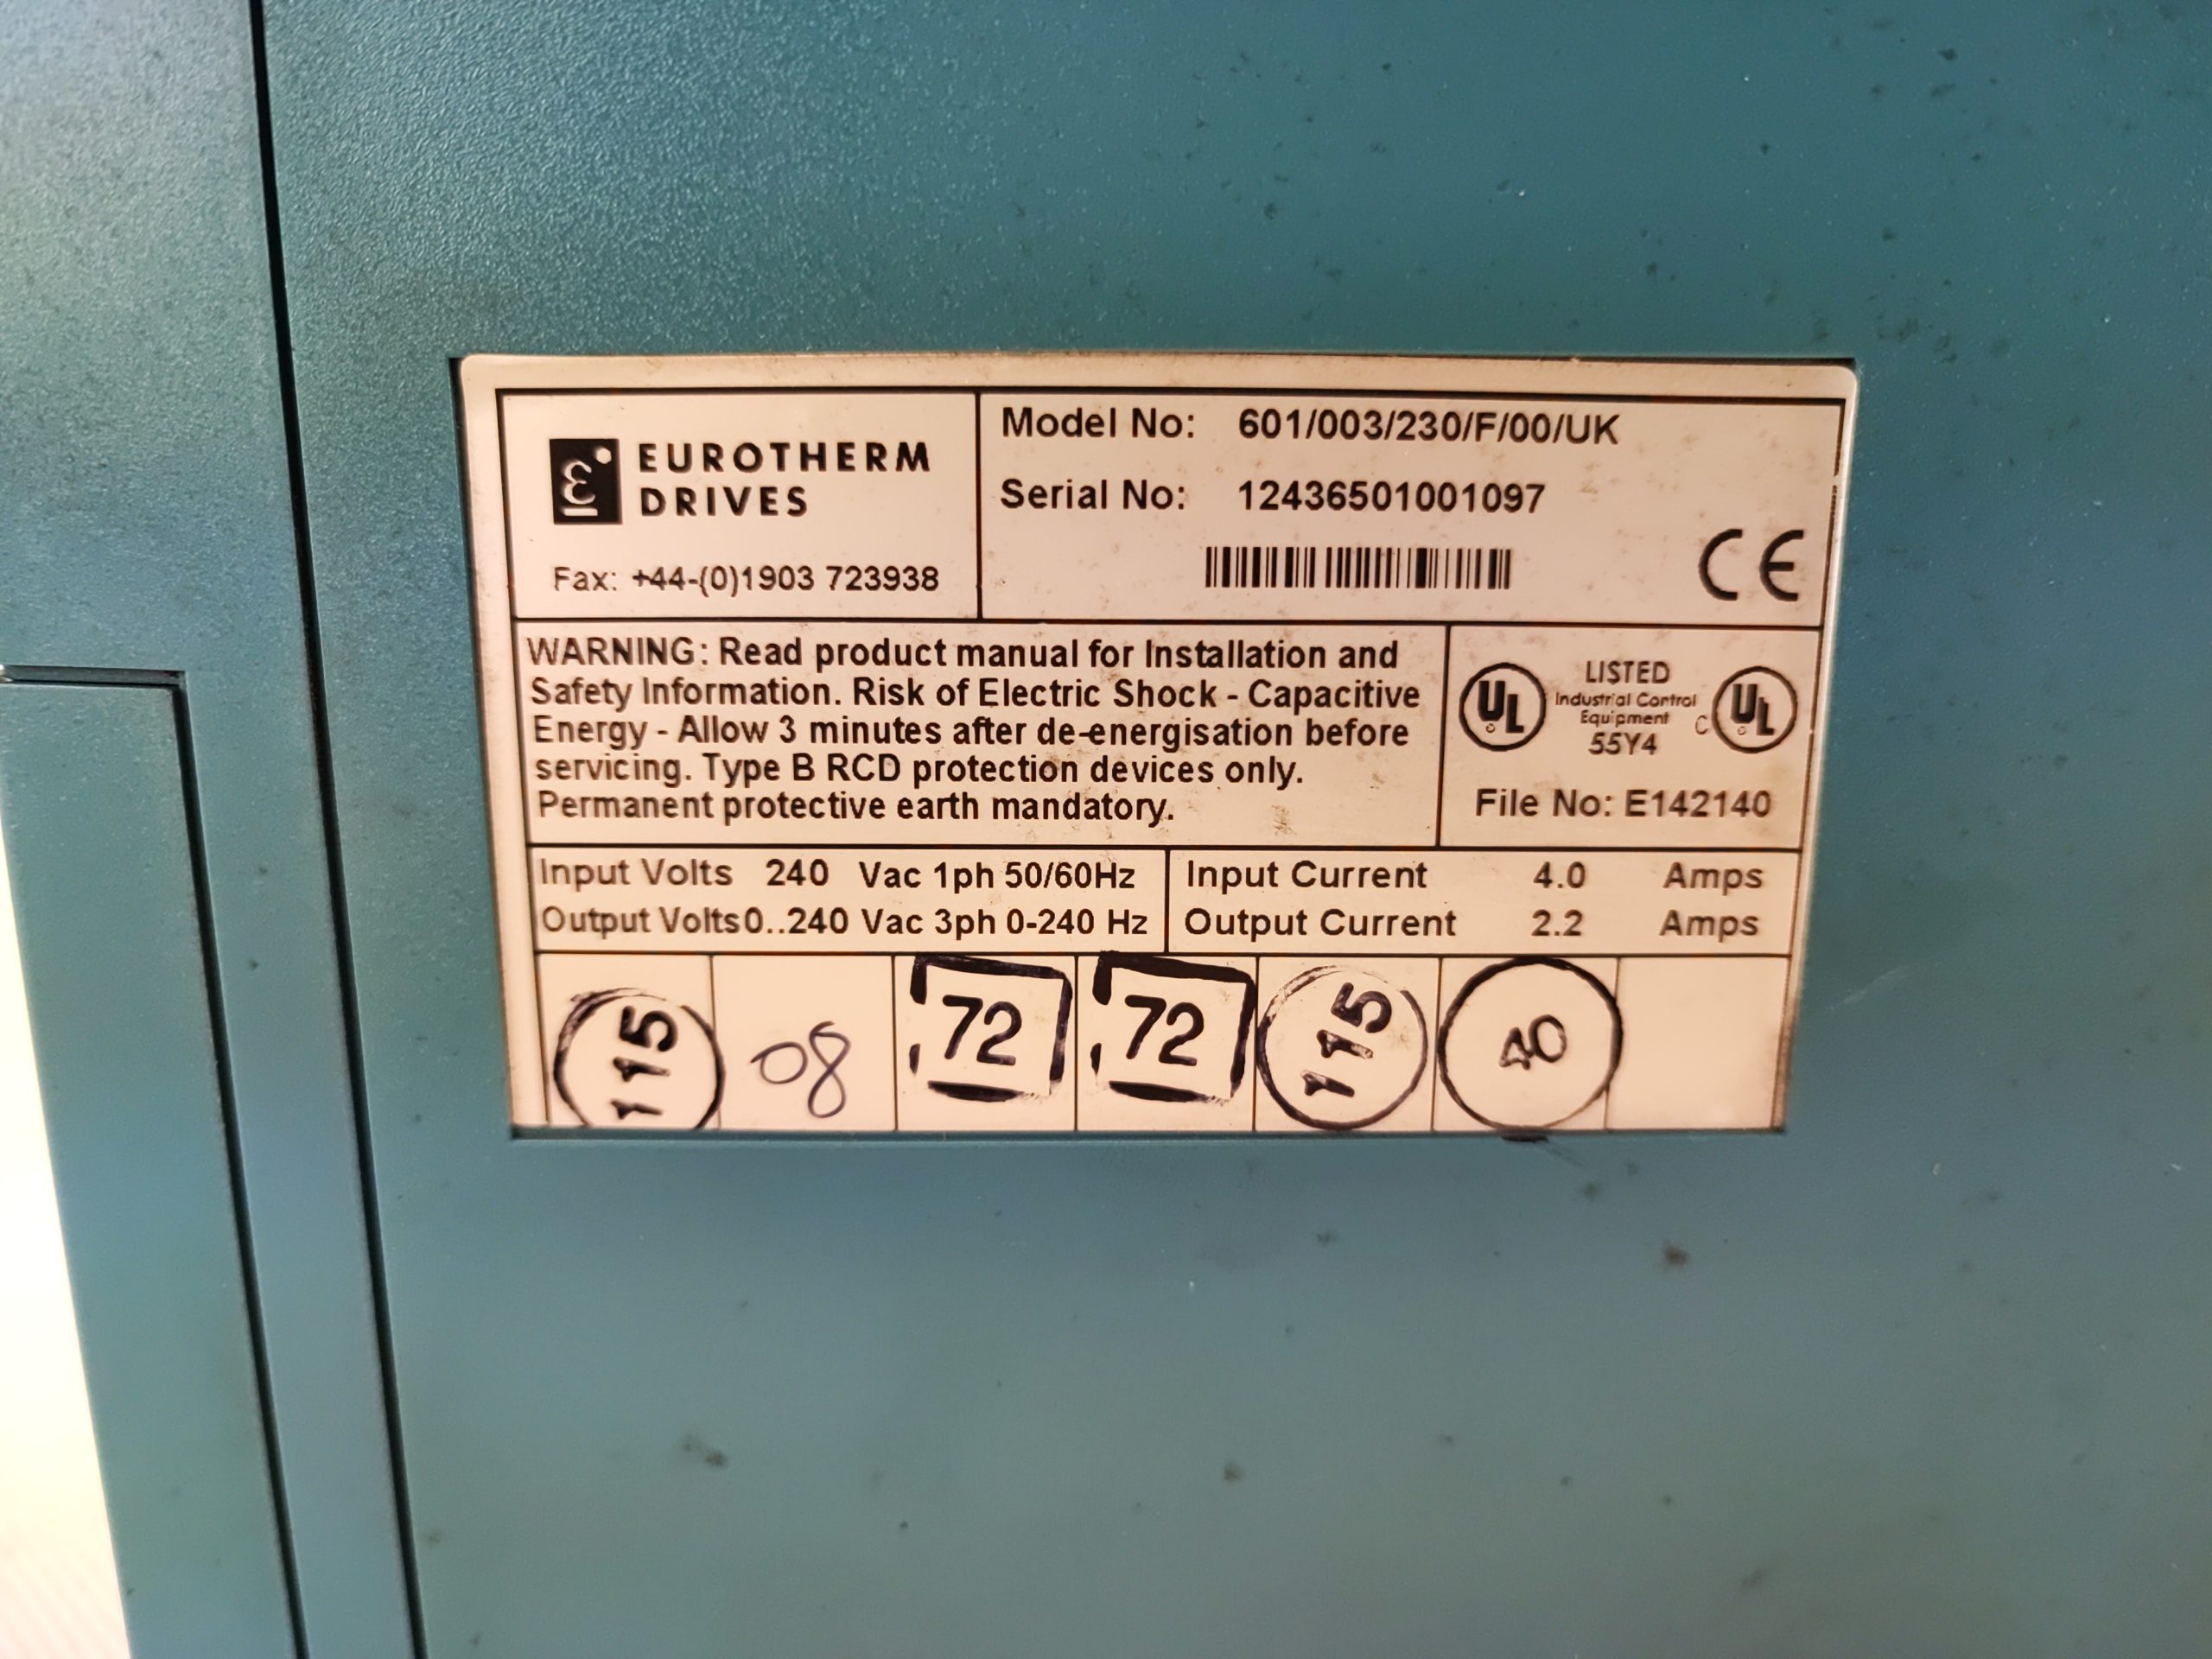 EUROTHERM
DRIVES
Fax: +44-(0)1903 723938
Model No: 601/003/230/F/00/UK
Serial No: 12436501001097
CE
WARNING: Read product manual for Installation and
Safety Information. Risk of Electric Shock - Capacitive
Energy - Allow 3 minutes after de-energisation before
servicing. Type B RCD protection devices only.
Permanent protective earth mandatory.
UL LISTED C UL
Industrial Control
Equipment
55Y4
File No: E142140
Input Volts 240 Vac 1ph 50/60Hz
Output Volts 0..240 Vac 3ph 0-240 Hz
Input Current 4.0 Amps
Output Current 2.2 Amps
115 08 72 72 115 40